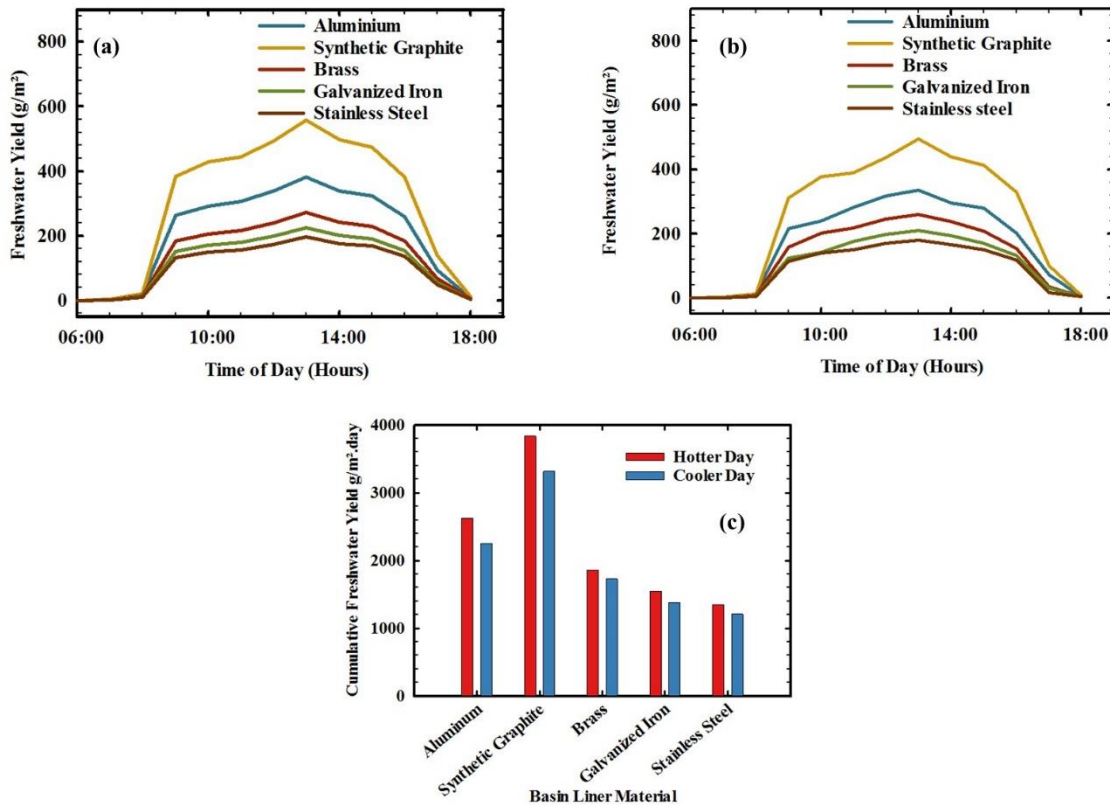 (a)
Aluminium
Synthetic Graphite
Brass
Galvanized Iron
Stainless Steel
Freshwater Yield (g/m²)
800
600
400
200
0
06:00 10:00 14:00 18:00
Time of Day (Hours)
(b)
Aluminium
Synthetic Graphite
Brass
Galvanized Iron
Stainless steel
Freshwater Yield (g/m²)
800
600
400
200
0
06:00 10:00 14:00 18:00
Time of Day (Hours)
Cumulative Freshwater Yield g/m².day
4000
3000
2000
1000
0
Hotter Day
Cooler Day
(c)
Aluminum
Synthetic Graphite
Brass
Galvanized Iron
Stainless Steel
Basin Liner Material